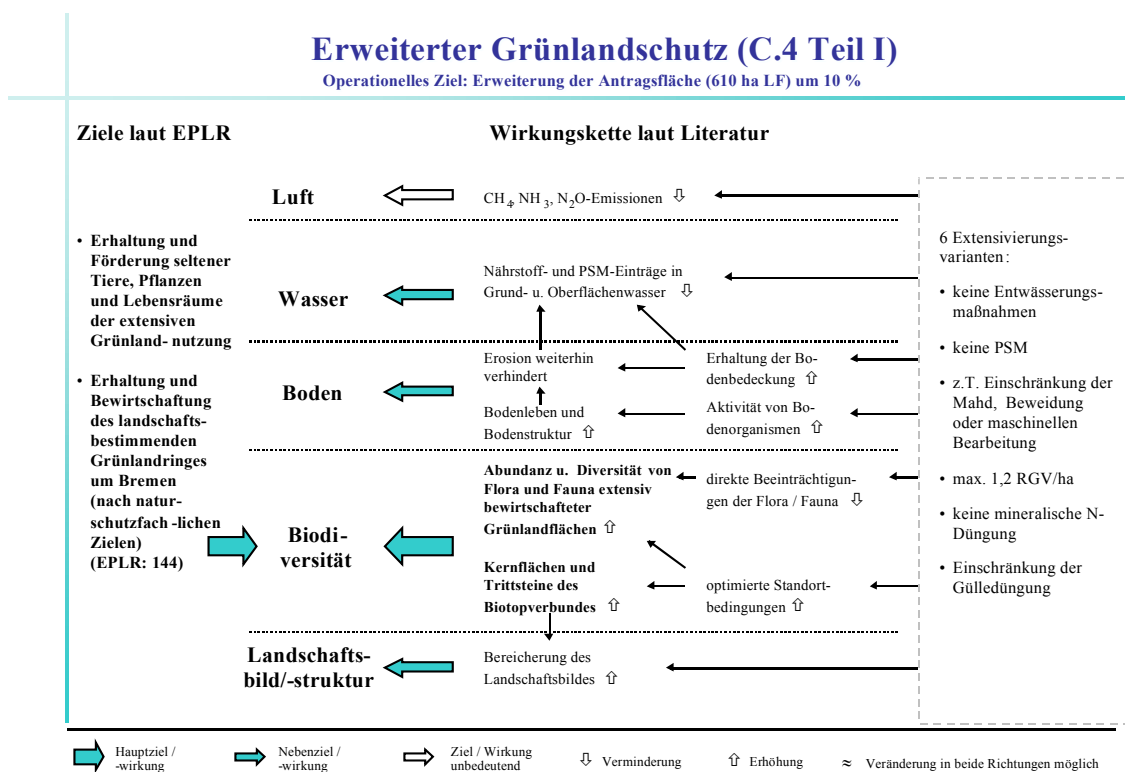 Erweiterter Grünlandschutz (C.4 Teil I)
Operationelles Ziel: Erweiterung der Antragsfläche (610 ha LF) um 10 %
Ziele laut EPLR
Wirkungskette laut Literatur
• Erhaltung und
Förderung seltener
Tiere, Pflanzen
und Lebensräume
der extensiven
Grünland- nutzung
• Erhaltung und
Bewirtschaftung
des landschafts-
bestimmenden
Grünlandringes
um Bremen
(nach natur-
schutzfach -lichen
Zielen)
(EPLR: 144)
Luft
CH4, NH3, N2O-Emissionen ⇩
Wasser
Nährstoff- und PSM-Einträge in
Grund- u. Oberflächenwasser ⇩
Boden
Erosion weiterhin
verhindert
Erhaltung der Bo-
denbedeckung ⇧
Bodenleben und
Bodenstruktur ⇧
Aktivität von Bo-
denorganismen ⇧
Biodi-
versität
Abundanz u. Diversität von
Flora und Fauna extensiv
bewirtschafteter
Grünlandflächen ⇧
direkte Beeinträchtigun-
gen der Flora / Fauna ⇩
Kernflächen und
Trittsteine des
Biotopverbundes ⇧
optimierte Standort-
bedingungen ⇧
Landschafts-
bild/-struktur
Bereicherung des
Landschaftsbildes ⇧
6 Extensivierungs-
varianten:
• keine Entwässerungs-
maßnahmen
• keine PSM
• z.T. Einschränkung der
Mahd, Beweidung
oder maschinellen
Bearbeitung
• max. 1,2 RGV/ha
• keine mineralische N-
Düngung
• Einschränkung der
Gülledüngung
Hauptziel /
-wirkung
Nebenziel /
-wirkung
Ziel / Wirkung
unbedeutend
⇩ Verminderung
⇧ Erhöhung
≈ Veränderung in beide Richtungen möglich